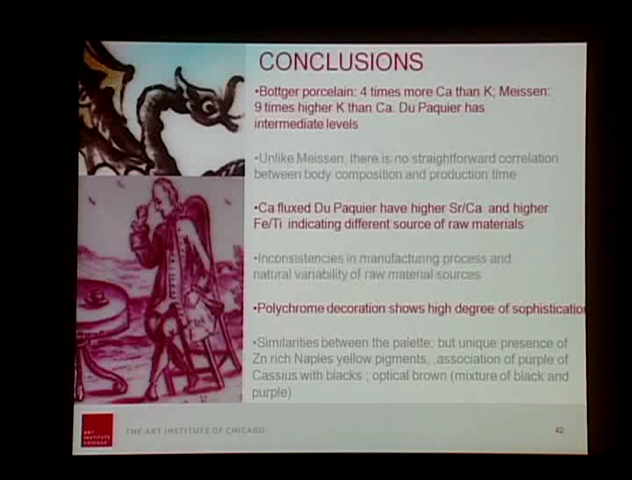 CONCLUSIONS
•Bottger porcelain: 4 times more Ca than K; Meissen:
9 times higher K than Ca. Du Paquier has
intermediate levels
•Unlike Meissen, there is no straightforward correlation
between body composition and production time
•Ca fluxed Du Paquier have higher Sr/Ca and higher
Fe/Ti indicating different source of raw materials
•Inconsistencies in manufacturing process and
natural variability of raw material sources
•Polychrome decoration shows high degree of sophistication
•Similarities between the palette; but unique presence of
Zn rich Naples yellow pigments, ,association of purple of
Cassius with blacks ; optical brown (mixture of black and
purple)
ART
INSTITVTE
CHICAGO
THE ART INSTITUTE OF CHICAGO
42